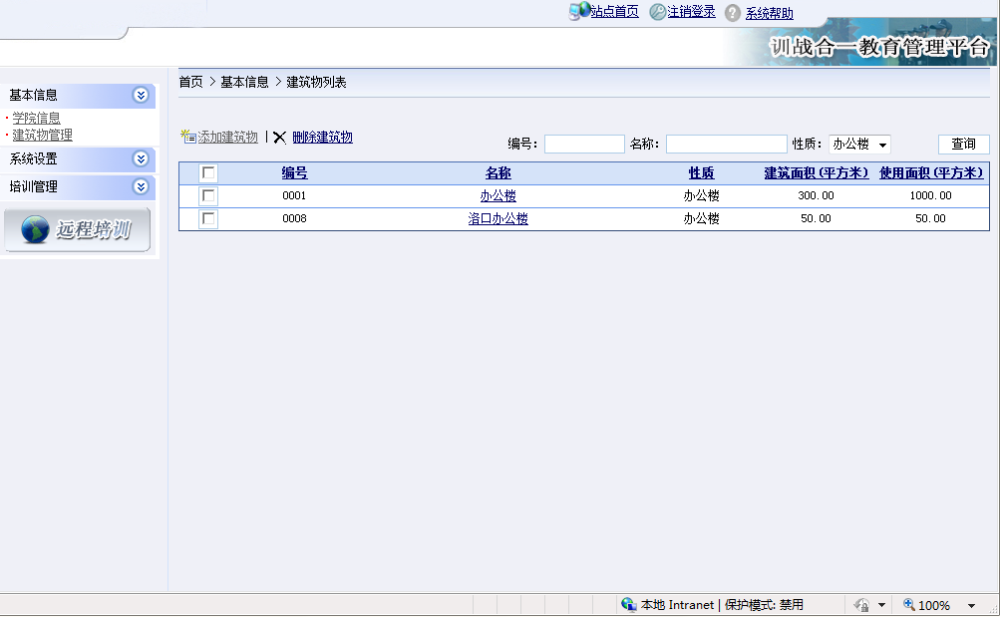 站点首页 注销登录 系统帮助
训战合一教育管理平台
基本信息
学院信息
建筑物管理
系统设置
培训管理
远程培训
首页 > 基本信息 > 建筑物列表
添加建筑物 | 删除建筑物
编号： 名称： 性质： 办公楼 查询
编号 名称 性质 建筑面积(平方米) 使用面积(平方米)
0001 办公楼 办公楼 300.00 1000.00
0008 洛口办公楼 办公楼 50.00 50.00
本地 Intranet | 保护模式: 禁用 100%